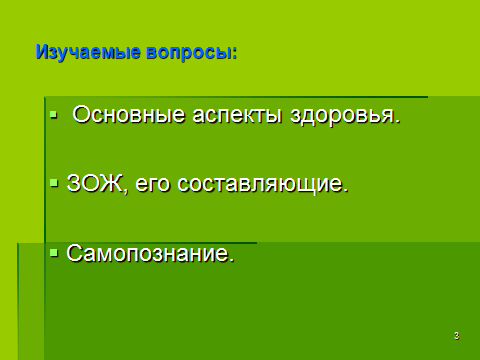 Изучаемые вопросы:
▪ Основные аспекты здоровья.
▪ ЗОЖ, его составляющие.
▪ Самопознание.
3